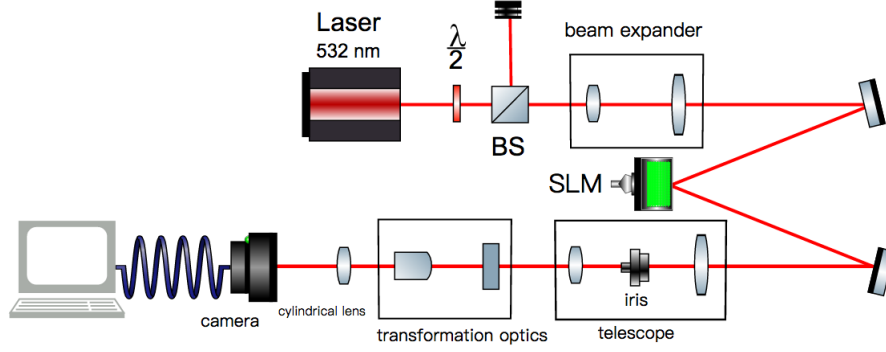 Laser
532 nm
λ
2
BS
beam expander
SLM
camera
cylindrical lens
transformation optics
iris
telescope